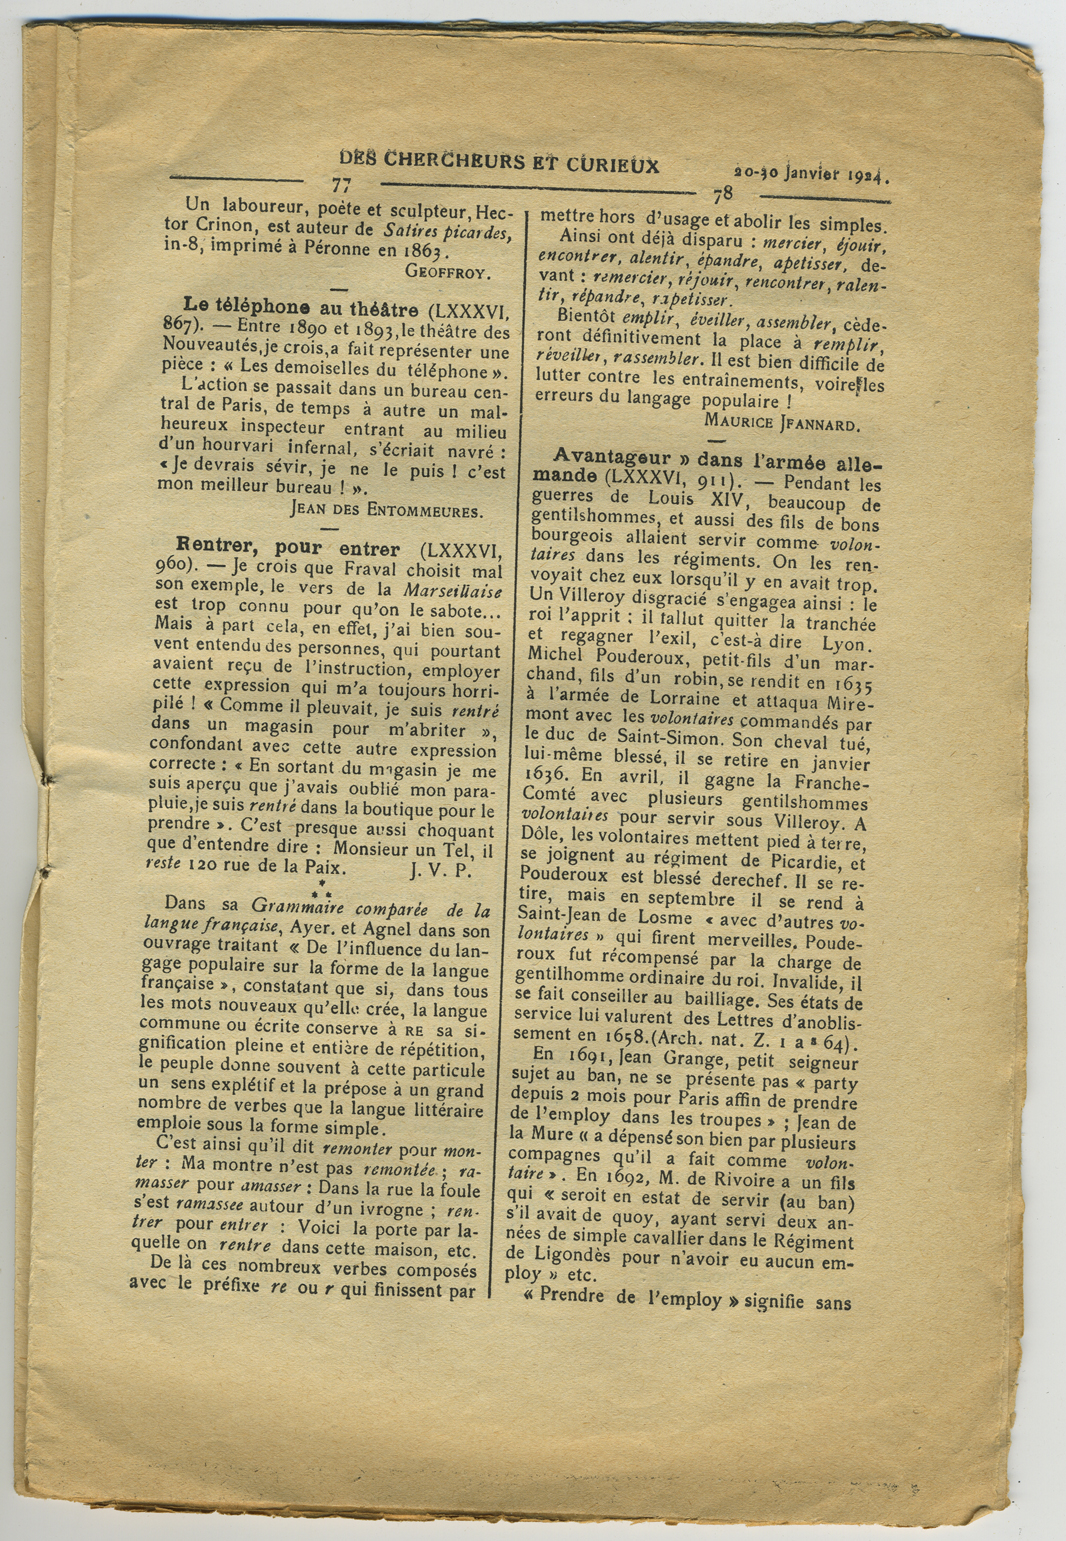 DES CHERCHEURS ET CURIEUX
20-30 Janvier 1924.
77
78
Un laboureur, poète et sculpteur, Hec-
tor Crinon, est auteur de Satires picardes,
in-8, imprimé à Péronne en 1863.
GEOFFROY.
Le téléphone au théâtre (LXXXVI,
867). — Entre 1890 et 1893, le théâtre des
Nouveautés, je crois, a fait représenter une
pièce : « Les demoiselles du téléphone ».
L'action se passait dans un bureau cen-
tral de Paris, de temps à autre un mal-
heureux inspecteur entrant au milieu
d'un hourvari infernal, s'écriait navré :
« Je devrais sévir, je ne le puis ! c'est
mon meilleur bureau ! ».
JEAN DES ENTOMMEURES.
Rentrer, pour entrer (LXXXVI,
960). — Je crois que Fraval choisit mal
son exemple, le vers de la Marseillaise
est trop connu pour qu'on le sabote...
Mais à part cela, en effet, j'ai bien sou-
vent entendu des personnes, qui pourtant
avaient reçu de l'instruction, employer
cette expression qui m'a toujours horri-
pilé ! « Comme il pleuvait, je suis rentré
dans un magasin pour m'abriter »,
confondant avec cette autre expression
correcte : « En sortant du magasin je me
suis aperçu que j'avais oublié mon para-
pluie, je suis rentré dans la boutique pour le
prendre ». C'est presque aussi choquant
que d'entendre dire : Monsieur un Tel, il
reste 120 rue de la Paix. J. V. P.
*
* *
Dans sa Grammaire comparée de la
langue française, Ayer. et Agnel dans son
ouvrage traitant « De l'influence du lan-
gage populaire sur la forme de la langue
française », constatant que si, dans tous
les mots nouveaux qu'elle crée, la langue
commune ou écrite conserve à RE sa si-
gnification pleine et entière de répétition,
le peuple donne souvent à cette particule
un sens explétif et la prépose à un grand
nombre de verbes que la langue littéraire
emploie sous la forme simple.
C'est ainsi qu'il dit remonter pour mon-
ter : Ma montre n'est pas remontée ; ra-
masser pour amasser : Dans la rue la foule
s'est ramassee autour d'un ivrogne ; ren-
trer pour entrer : Voici la porte par la-
quelle on rentre dans cette maison, etc.
De là ces nombreux verbes composés
avec le préfixe re ou r qui finissent par
mettre hors d'usage et abolir les simples.
Ainsi ont déjà disparu : mercier, éjouir,
encontrer, alentir, épandre, apetisser, de-
vant : remercier, réjouir, rencontrer, ralen-
tir, répandre, rapetisser.
Bientôt emplir, éveiller, assembler, cède-
ront définitivement la place à remplir,
réveiller, rassembler. Il est bien difficile de
lutter contre les entraînements, voire les
erreurs du langage populaire !
MAURICE JFANNARD.
Avantageur » dans l'armée alle-
mande (LXXXVI, 911). — Pendant les
guerres de Louis XIV, beaucoup de
gentilshommes, et aussi des fils de bons
bourgeois allaient servir comme volon-
taires dans les régiments. On les ren-
voyait chez eux lorsqu'il y en avait trop.
Un Villeroy disgracié s'engagea ainsi : le
roi l'apprit : il fallut quitter la tranchée
et regagner l'exil, c'est-à dire Lyon.
Michel Pouderoux, petit-fils d'un mar-
chand, fils d'un robin, se rendit en 1635
à l'armée de Lorraine et attaqua Mire-
mont avec les volontaires commandés par
le duc de Saint-Simon. Son cheval tué,
lui-même blessé, il se retire en janvier
1636. En avril, il gagne la Franche-
Comté avec plusieurs gentilshommes
volontaires pour servir sous Villeroy. A
Dôle, les volontaires mettent pied à terre,
se joignent au régiment de Picardie, et
Pouderoux est blessé derechef. Il se re-
tire, mais en septembre il se rend à
Saint-Jean de Losme « avec d'autres vo-
lontaires » qui firent merveilles. Poude-
roux fut récompensé par la charge de
gentilhomme ordinaire du roi. Invalide, il
se fait conseiller au bailliage. Ses états de
service lui valurent des Lettres d'anoblis-
sement en 1658. (Arch. nat. Z. 1 a ª 64).
En 1691, Jean Grange, petit seigneur
sujet au ban, ne se présente pas « party
depuis 2 mois pour Paris affin de prendre
de l'employ dans les troupes » ; Jean de
la Mure « a dépensé son bien par plusieurs
compagnes qu'il a fait comme volon-
taire ». En 1692, M. de Rivoire a un fils
qui « seroit en estat de servir (au ban)
s'il avait de quoy, ayant servi deux an-
nées de simple cavallier dans le Régiment
de Ligondès pour n'avoir eu aucun em-
ploy » etc.
« Prendre de l'employ » signifie sans